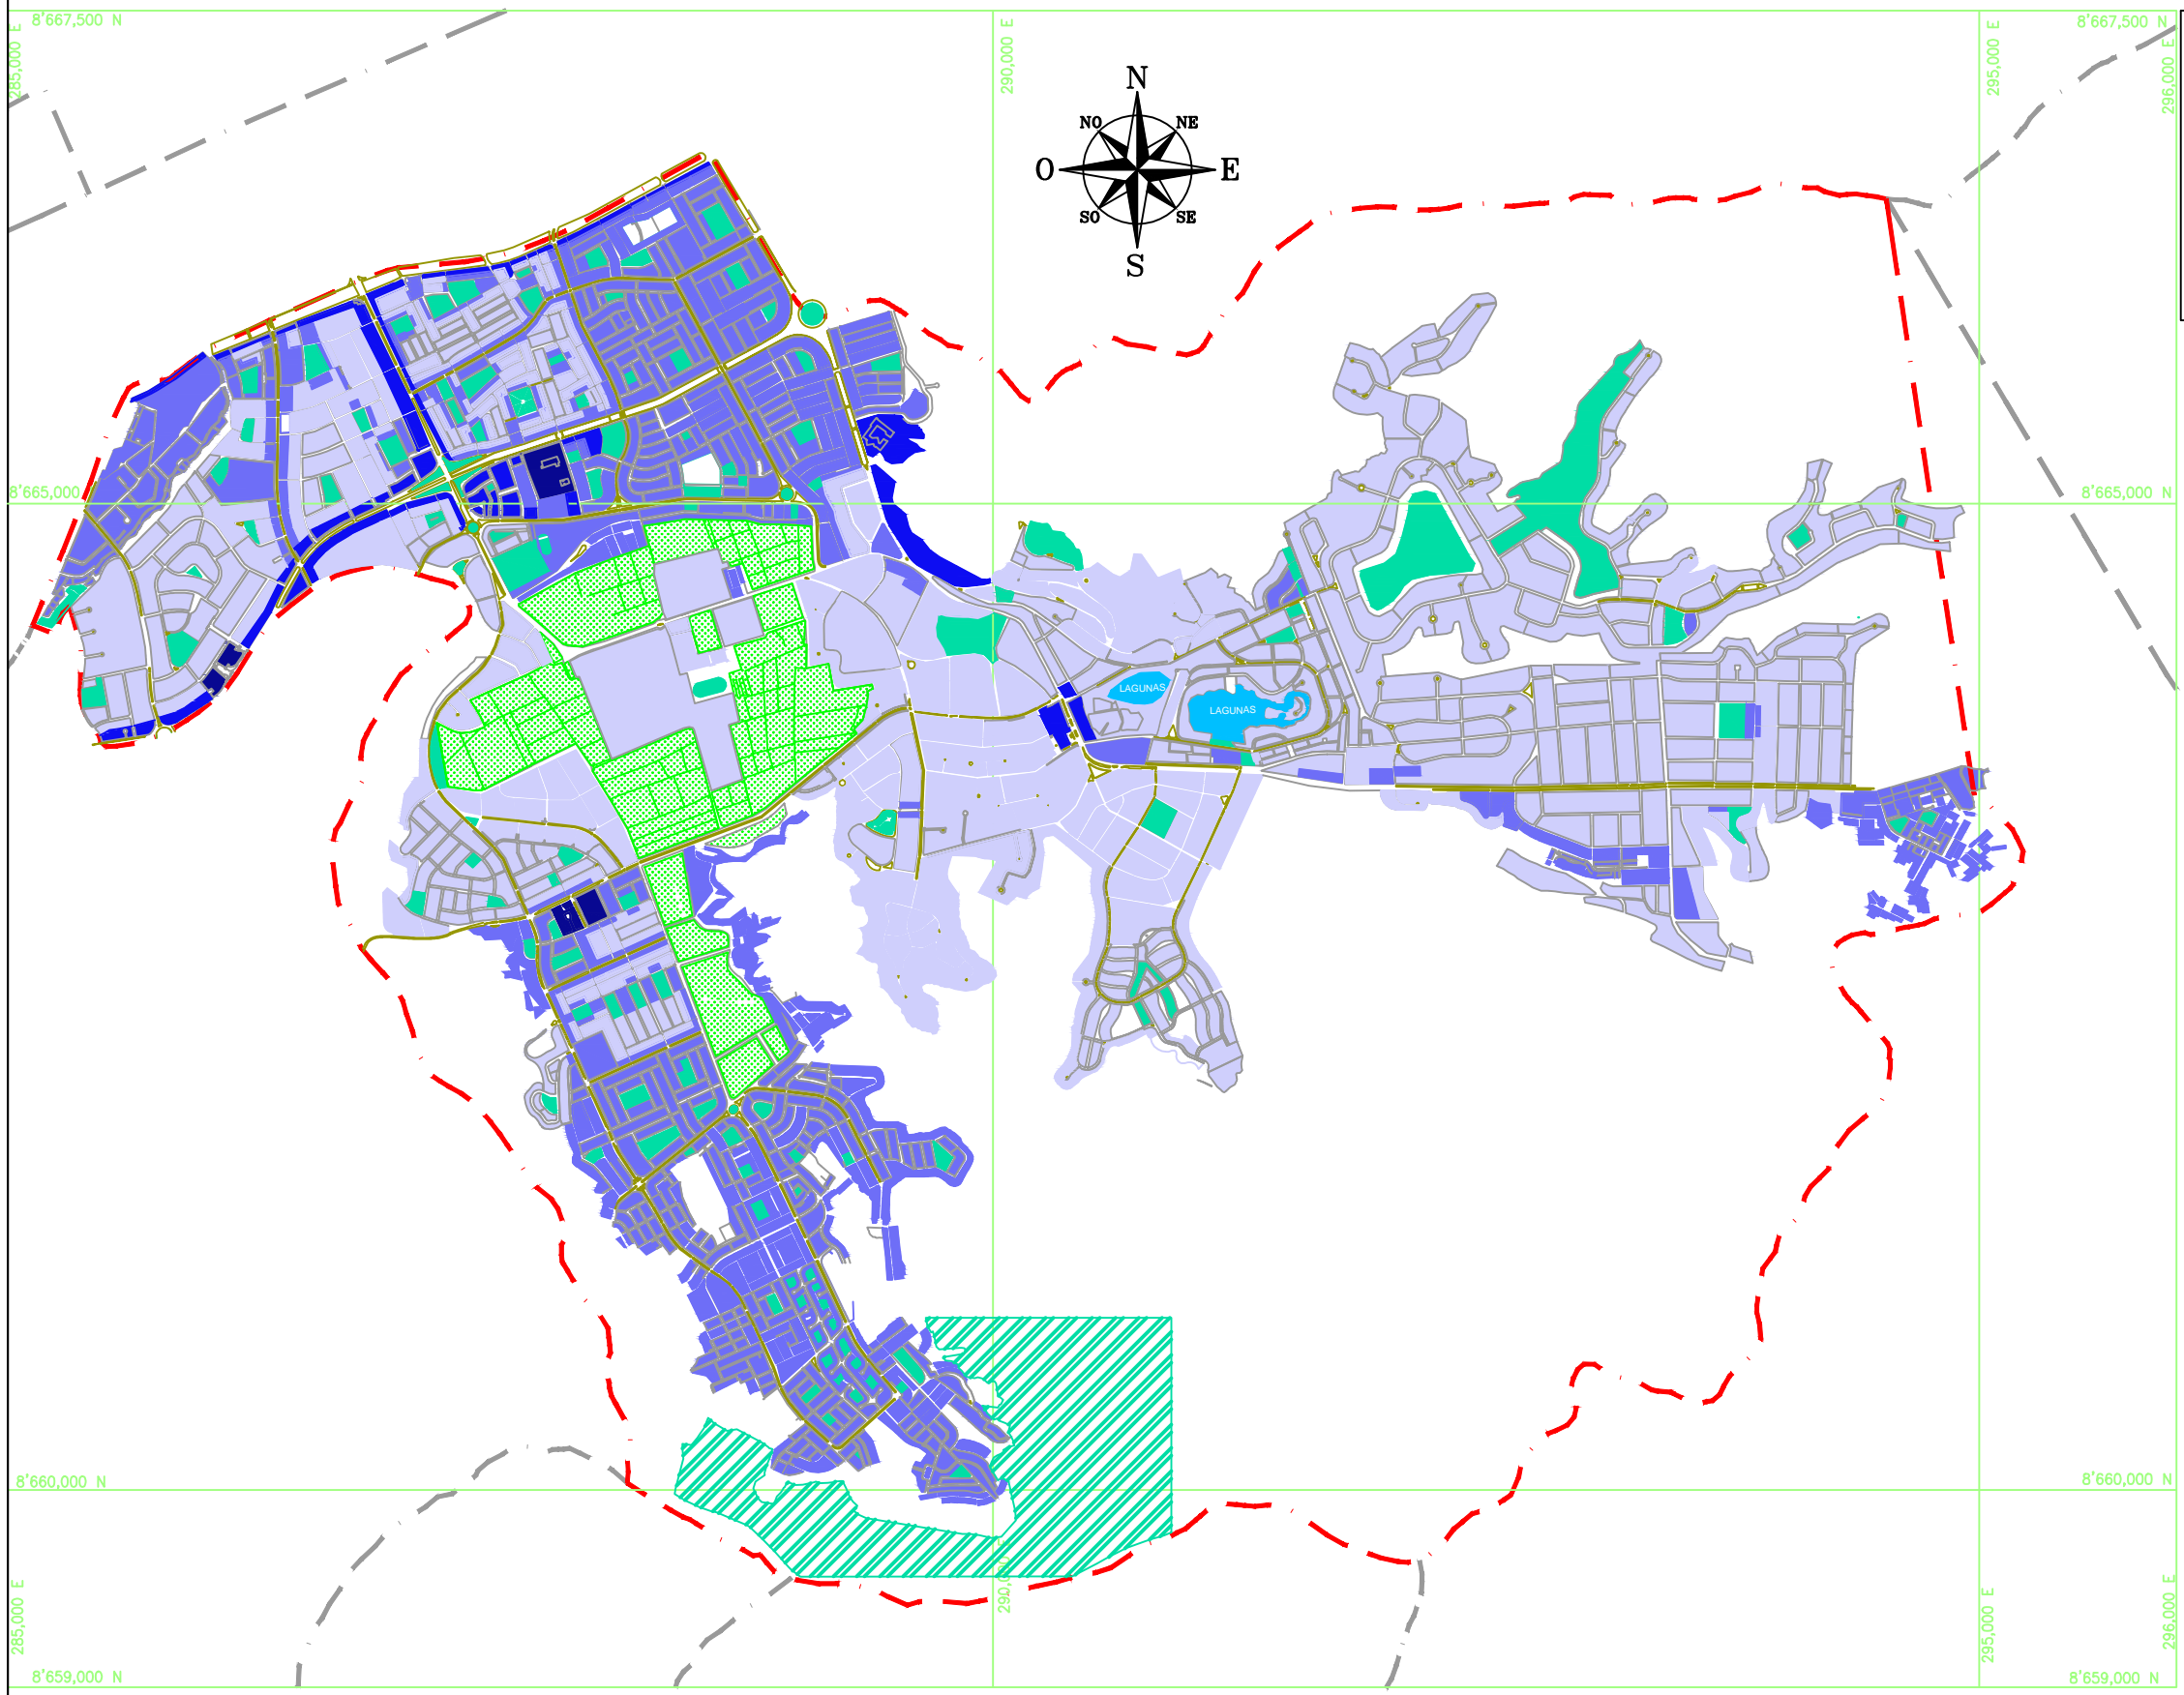 8'667,500 N
8'667,500 N
285,000 E
290,000 E
295,000 E
296,000 E
N
NO
NE
O
E
SO
SE
S
8'665,000
8'665,000 N
LAGUNAS
LAGUNAS
8'660,000 N
8'660,000 N
285,000 E
290,000 E
295,000 E
296,000 E
8'659,000 N
8'659,000 N